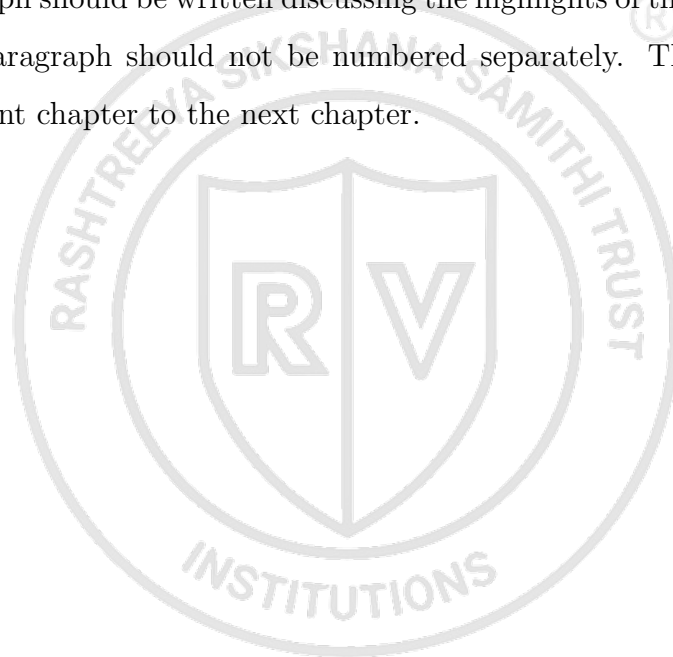 ph should be written discussing the highlights of th
aragraph should not be numbered separately. Th
nt chapter to the next chapter.
RASHTREEYA SIKSHANA SAMITHI TRUST
®
RV
INSTITUTIONS